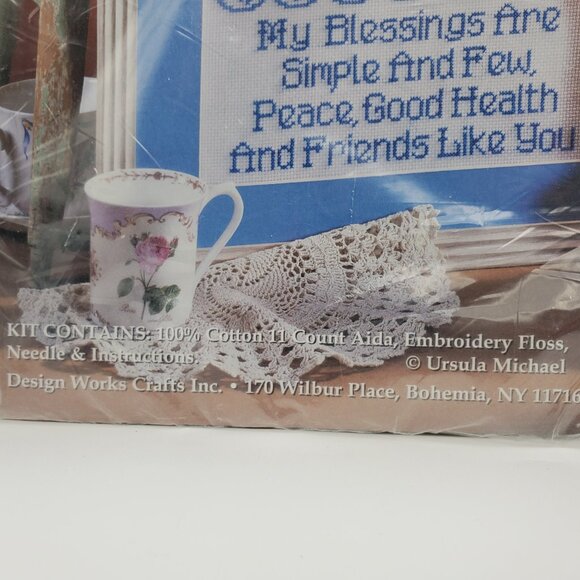 My Blessings Are
Simple And Few,
Peace, Good Health
And Friends Like You
KIT CONTAINS: 100% Cotton 11 Count Aida, Embroidery Floss,
Needle & Instructions.
© Ursula Michael
Design Works Crafts Inc. • 170 Wilbur Place, Bohemia, NY 11716